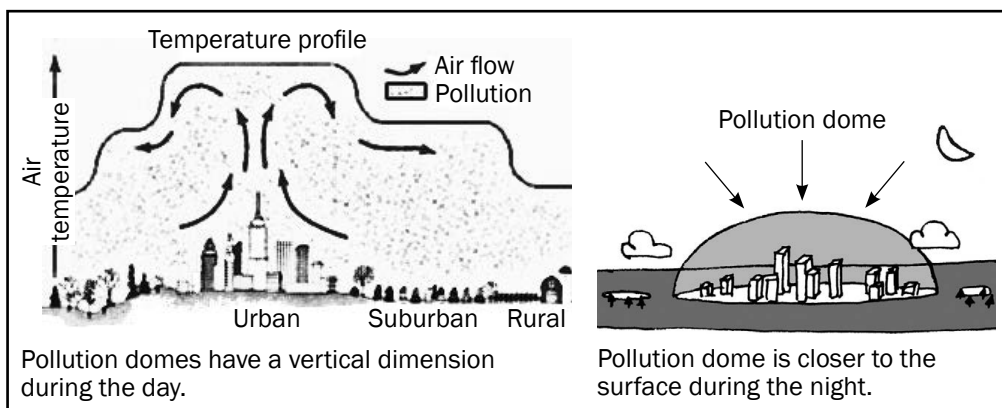 Temperature profile
Air flow
Pollution
Air
temperature
Urban
Suburban
Rural
Pollution domes have a vertical dimension
during the day.
Pollution dome
Pollution dome is closer to the
surface during the night.